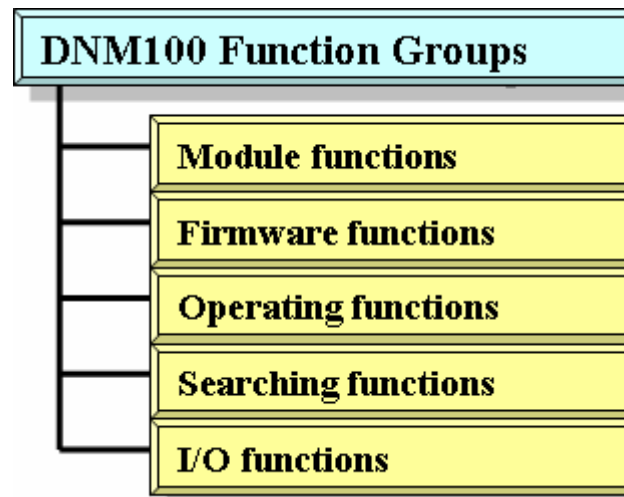 DNM100 Function Groups
Module functions
Firmware functions
Operating functions
Searching functions
I/O functions